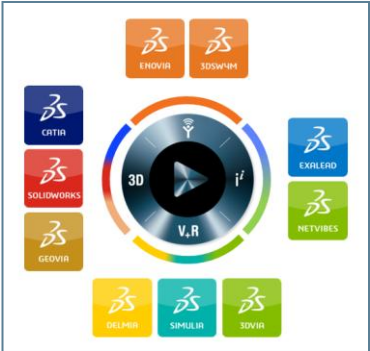 ENOVIA
3DSWYM
CATIA
SOLIDWORKS
GEOVIA
3D
i
V+R
EXALEAD
NETVIBES
DELMIA
SIMULIA
3DVIA